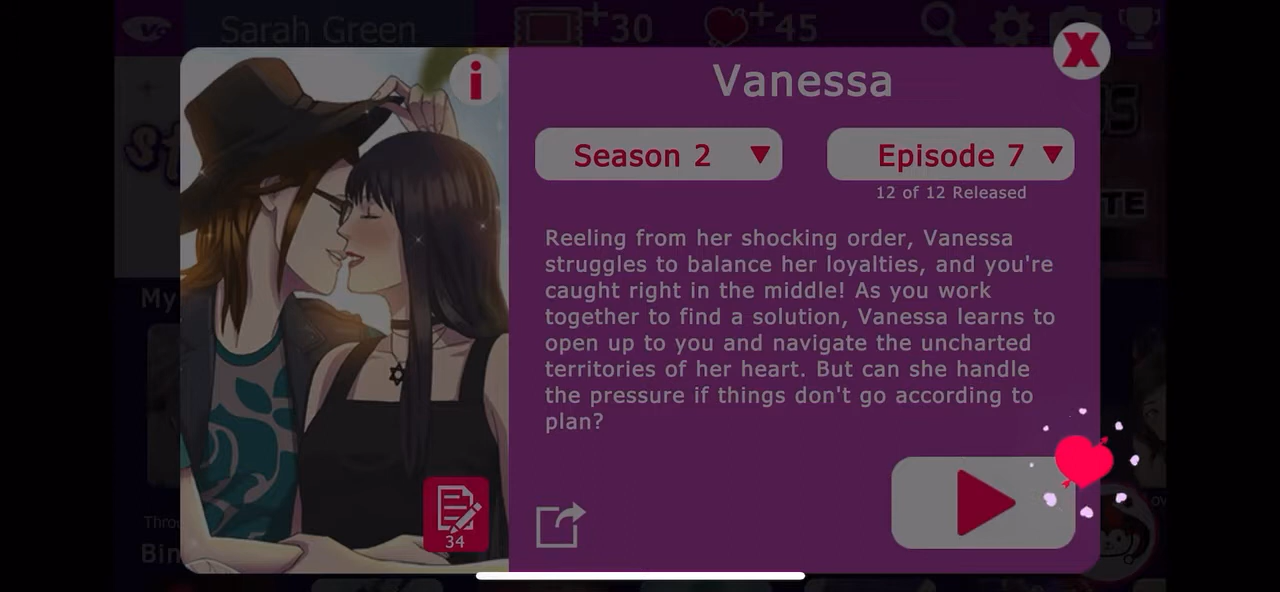 Sarah Green
+30
+45
Vanessa
Season 2
Episode 7
12 of 12 Released
Reeling from her shocking order, Vanessa
struggles to balance her loyalties, and you're
caught right in the middle! As you work
together to find a solution, Vanessa learns to
open up to you and navigate the uncharted
territories of her heart. But can she handle
the pressure if things don't go according to
plan?
34
My